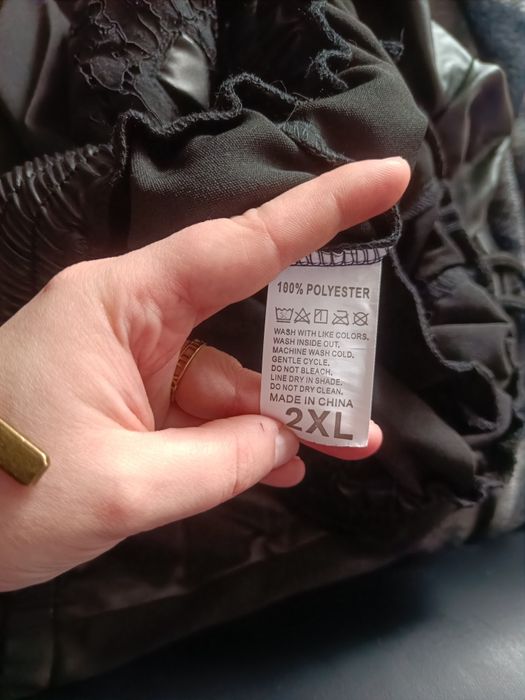 100% POLYESTER
WASH WITH LIKE COLORS.
WASH INSIDE OUT.
MACHINE WASH COLD.
GENTLE CYCLE.
DO NOT BLEACH.
LINE DRY IN SHADE.
DO NOT DRY CLEAN.
MADE IN CHINA
2XL